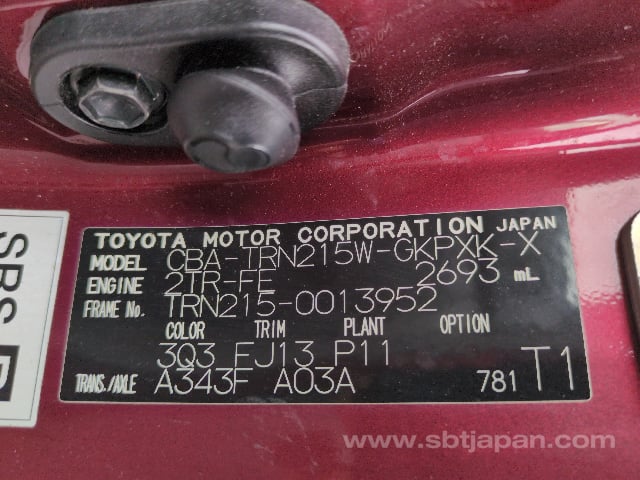 TOYOTA MOTOR CORPORATION JAPAN
MODEL CBA-TRN215W-GKPXK-X
ENGINE 2TR-FE 2693 mL
FRAME No. TRN215-0013952
COLOR TRIM PLANT OPTION
3Q3 FJ13 P11
TRANS./AXLE A343F A03A 781 T1
SRS
www.sbtjapan.com